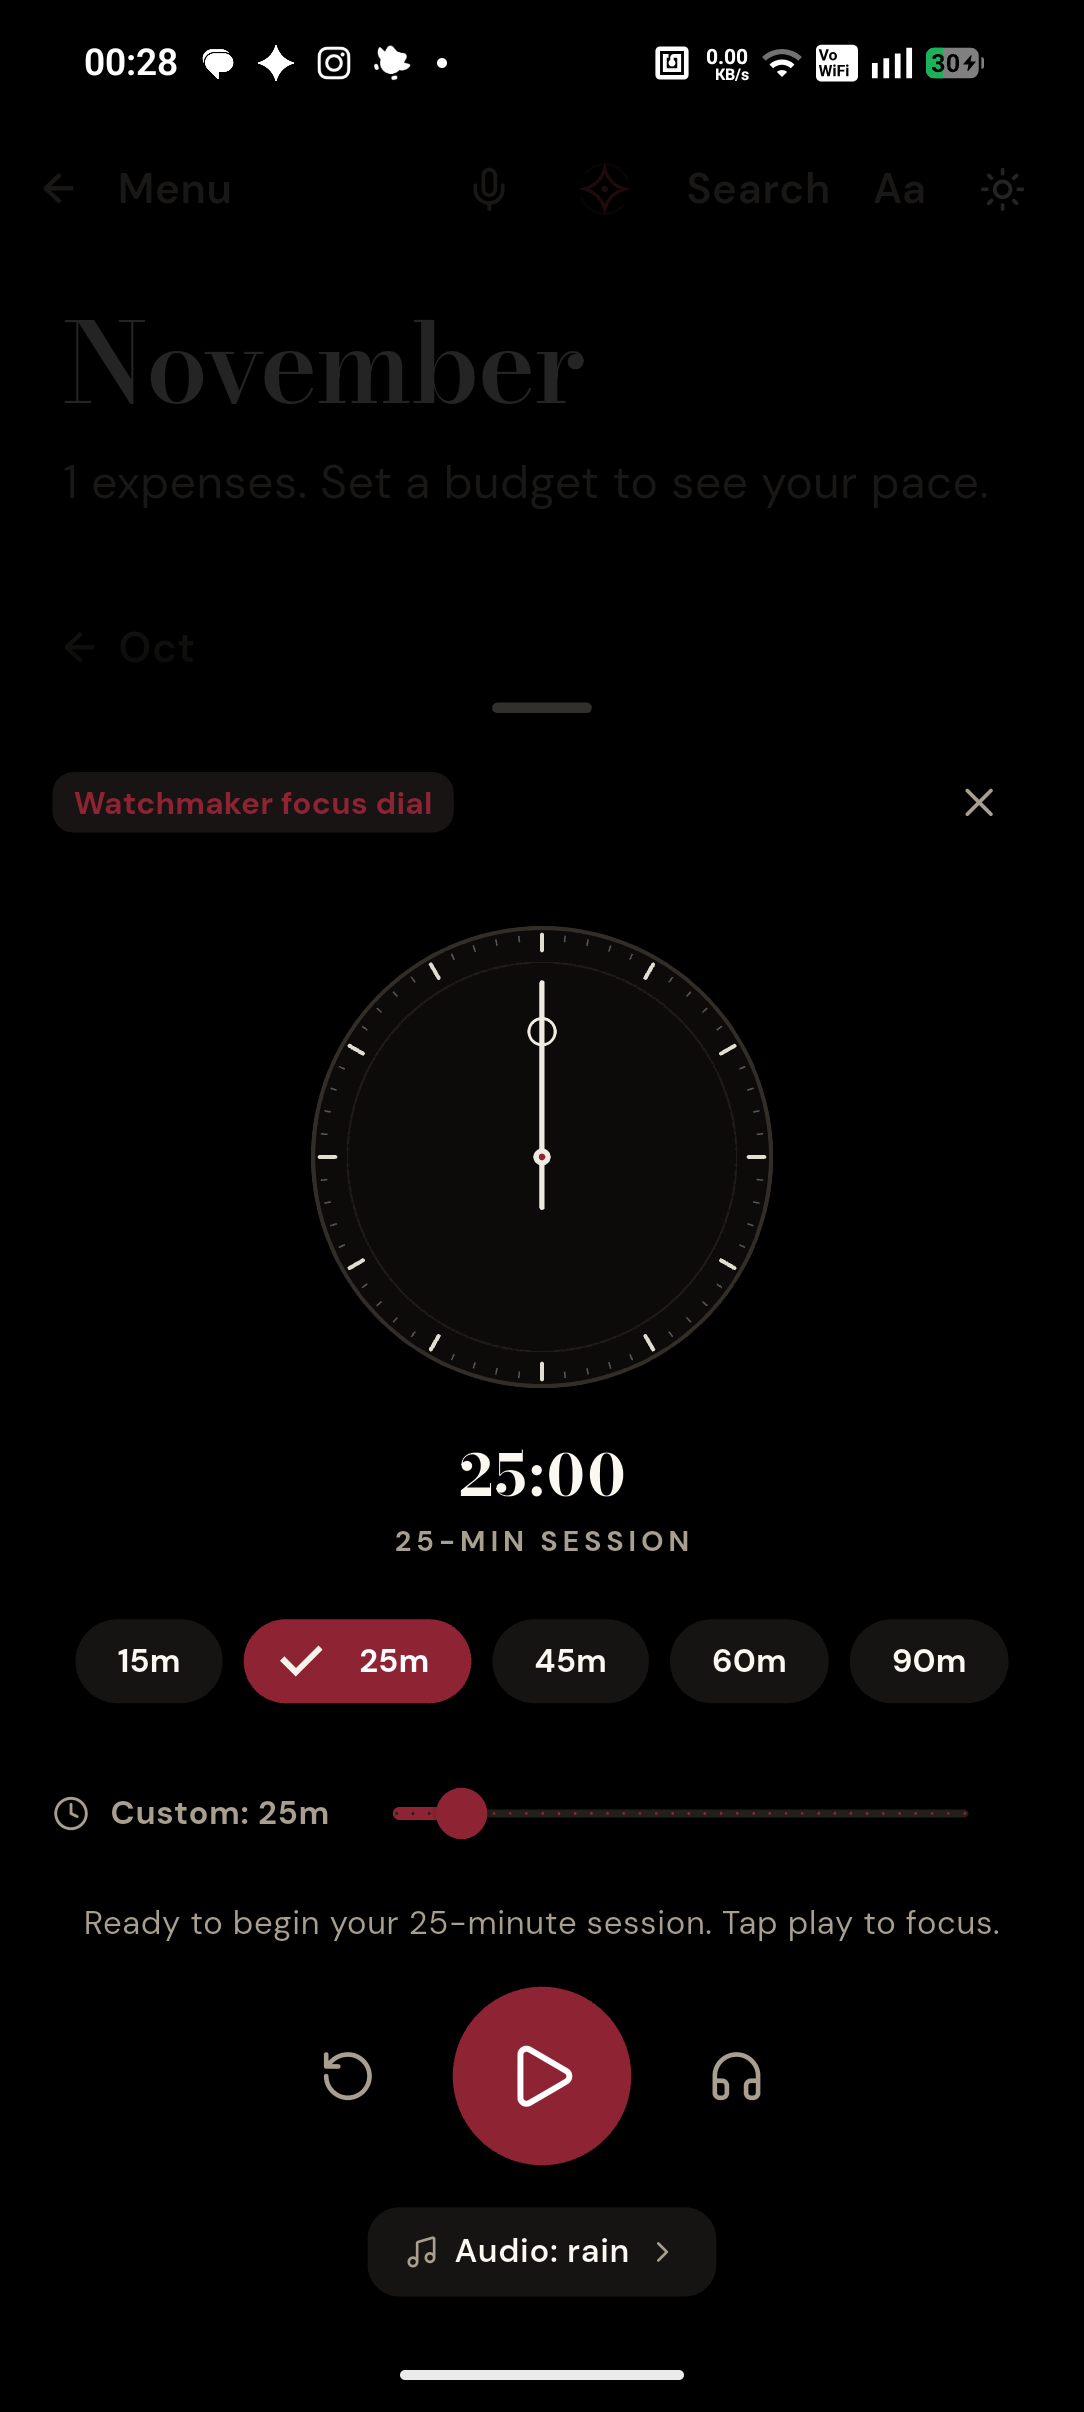 00:28
0.00 KB/s
Vo WiFi
30
Menu
Search
Aa
November
1 expenses. Set a budget to see your pace.
Oct
Watchmaker focus dial
25:00
25-MIN SESSION
15m
25m
45m
60m
90m
Custom: 25m
Ready to begin your 25-minute session. Tap play to focus.
Audio: rain